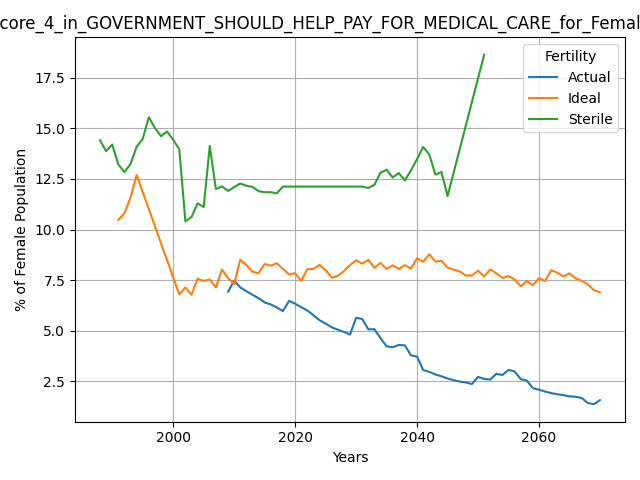 core_4_in_GOVERNMENT_SHOULD_HELP_PAY_FOR_MEDICAL_CARE_for_Femal
Fertility
Actual
Ideal
Sterile
17.5
15.0
12.5
10.0
7.5
5.0
2.5
% of Female Population
2000
2020
2040
2060
Years